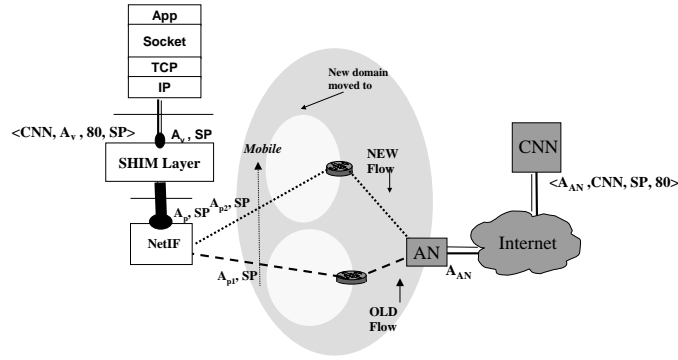 App
Socket
TCP
IP
<CNN, Av , 80, SP>
Av , SP
SHIM Layer
Ap, SP
Ap2, SP
NetIF
Ap1, SP
Mobile
New domain
moved to
NEW
Flow
OLD
Flow
AN
AAN
Internet
CNN
<AAN ,CNN, SP, 80>